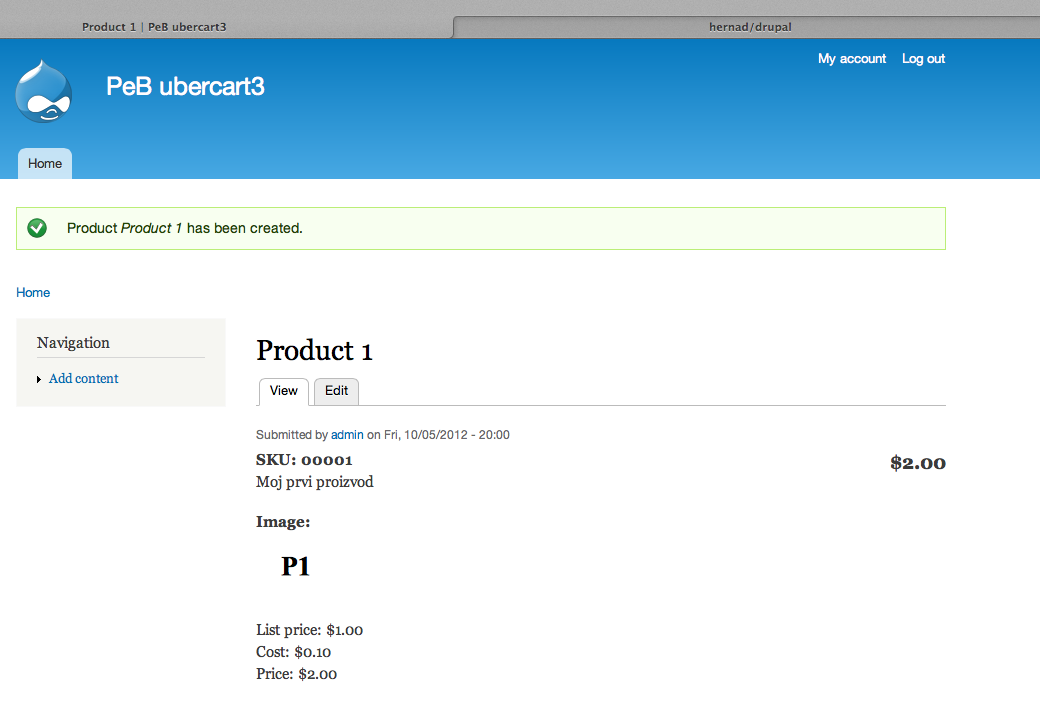 Product 1 | PeB ubercart3
hernad/drupal
My account Log out
PeB ubercart3
Home
Product Product 1 has been created.
Home
Navigation
Add content
Product 1
View Edit
Submitted by admin on Fri, 10/05/2012 - 20:00
SKU: 00001
$2.00
Moj prvi proizvod
Image:
P1
List price: $1.00
Cost: $0.10
Price: $2.00